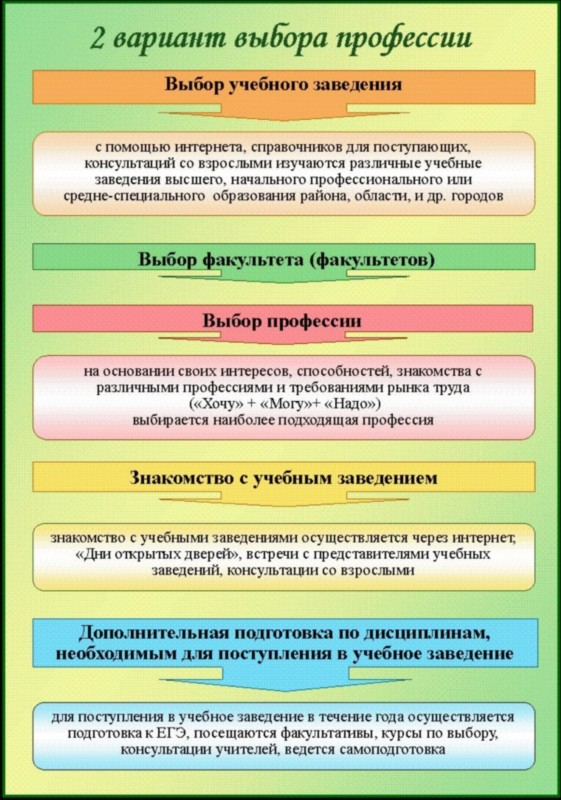 2 вариант выбора профессии
Выбор учебного заведения
с помощью интернета, справочников для поступающих,
консультаций со взрослыми изучаются различные учебные
заведения высшего, начального профессионального или
средне-специального образования района, области, и др. городов
Выбор факультета (факультетов)
Выбор профессии
на основании своих интересов, способностей, знакомства с
различными профессиями и требованиями рынка труда
(«Хочу» + «Могу»+ «Надо»)
выбирается наиболее подходящая профессия
Знакомство с учебным заведением
знакомство с учебными заведениями осуществляется через интернет,
«Дни открытых дверей», встречи с представителями учебных
заведений, консультации со взрослыми
Дополнительная подготовка по дисциплинам,
необходимым для поступления в учебное заведение
для поступления в учебное заведение в течение года осуществляется
подготовка к ЕГЭ, посещаются факультативы, курсы по выбору,
консультации учителей, ведется самоподготовка